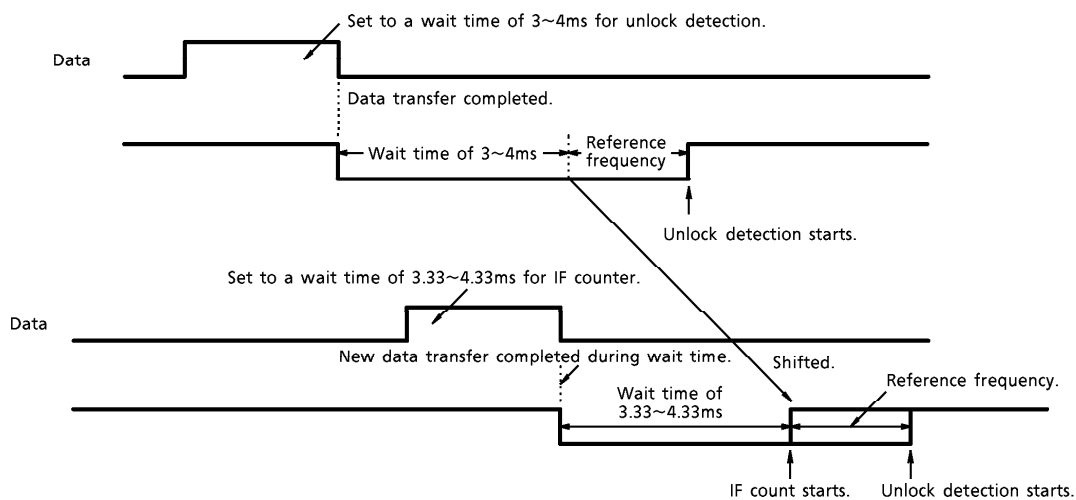 Set to a wait time of 3~4ms for unlock detection.
Data
Data transfer completed.
Wait time of 3~4ms
Reference
frequency
Unlock detection starts.
Set to a wait time of 3.33~4.33ms for IF counter.
Data
New data transfer completed during wait time.
Shifted.
Reference frequency.
Wait time of
3.33~4.33ms
IF count starts.
Unlock detection starts.